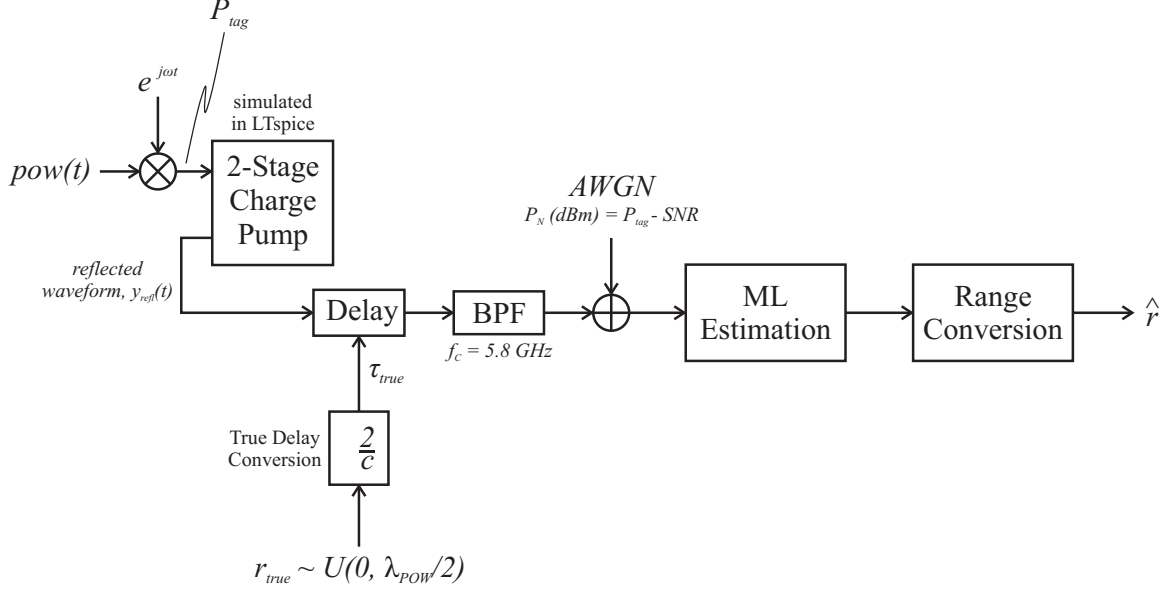 P_tag
e^jωt
simulated
in LTspice
pow(t)
2-Stage
Charge
Pump
reflected
waveform, y_refl(t)
AWGN
P_N (dBm) = P_tag - SNR
Delay
BPF
f_C = 5.8 GHz
ML
Estimation
Range
Conversion
r̂
τ_true
True Delay
Conversion
2
c
r_true ~ U(0, λ_POW/2)